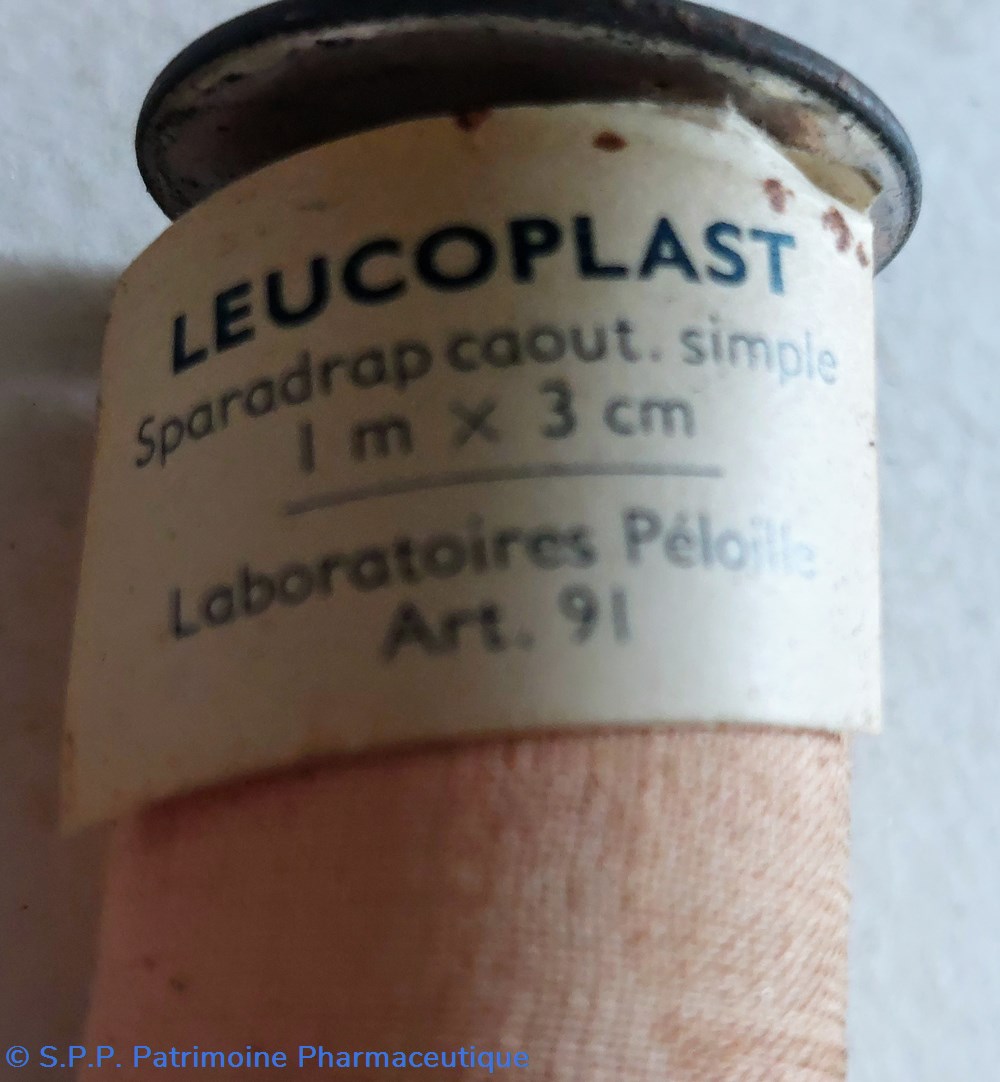 LEUCOPLAST
Sparadrap caout. simple
1 m × 3 cm
Laboratoires Péloille
Art. 91
© S.P.P. Patrimoine Pharmaceutique